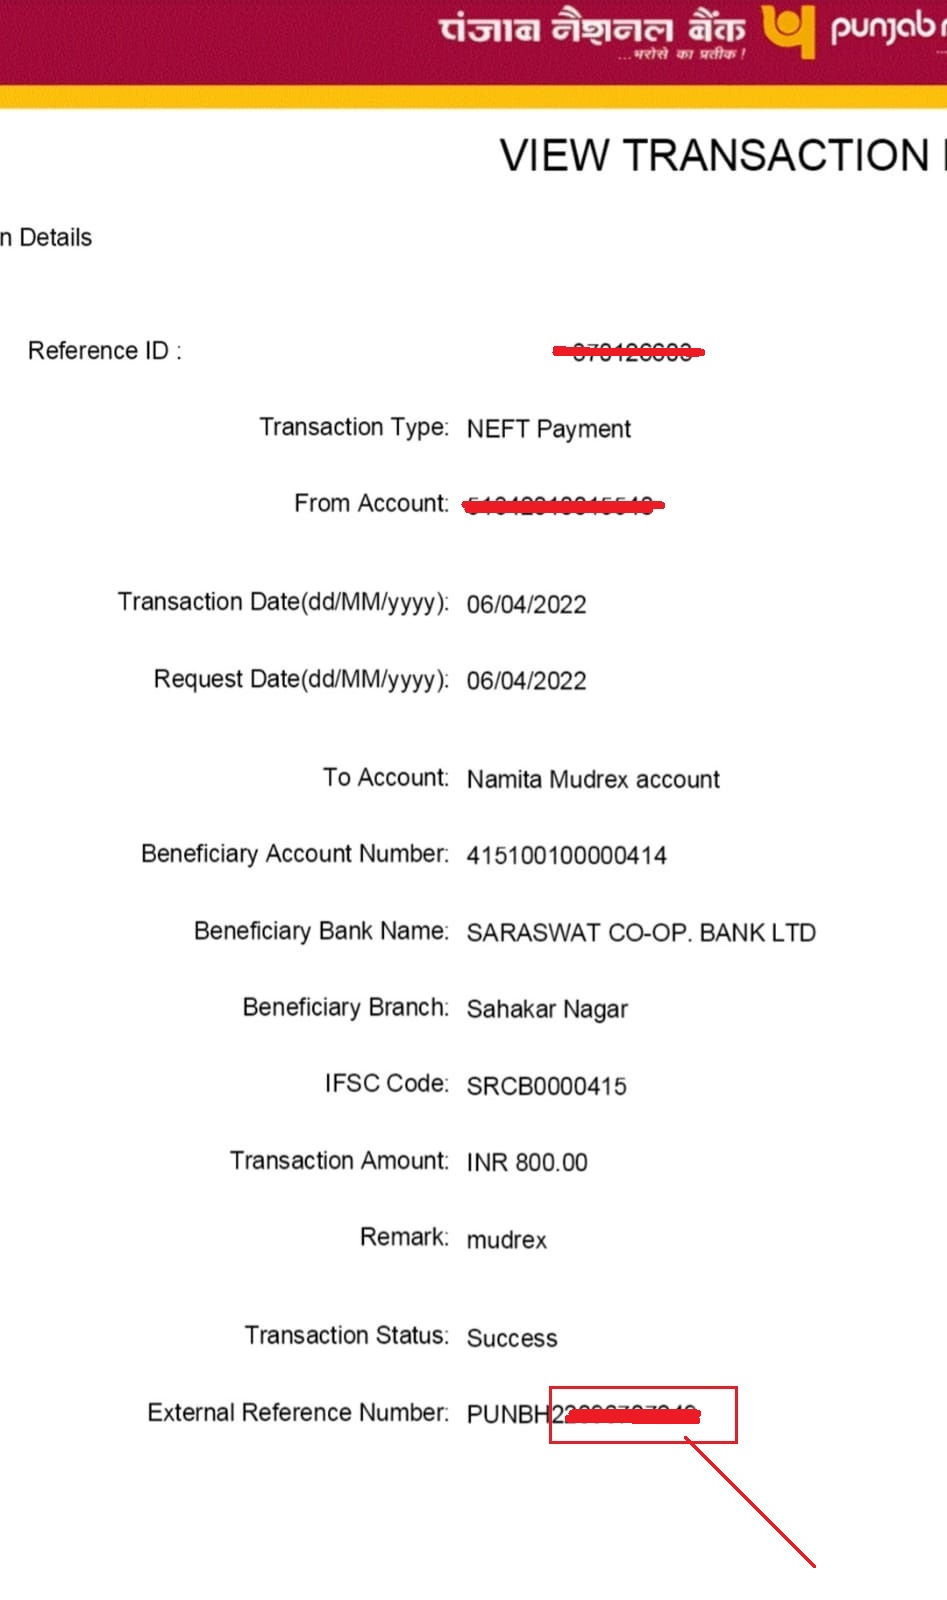 पंजाब नैशनल बैंक punjab
...भरोसे का प्रतीक !
VIEW TRANSACTION
n Details
Reference ID :
Transaction Type: NEFT Payment
From Account:
Transaction Date(dd/MM/yyyy): 06/04/2022
Request Date(dd/MM/yyyy): 06/04/2022
To Account: Namita Mudrex account
Beneficiary Account Number: 415100100000414
Beneficiary Bank Name: SARASWAT CO-OP. BANK LTD
Beneficiary Branch: Sahakar Nagar
IFSC Code: SRCB0000415
Transaction Amount: INR 800.00
Remark: mudrex
Transaction Status: Success
External Reference Number: PUNBH2